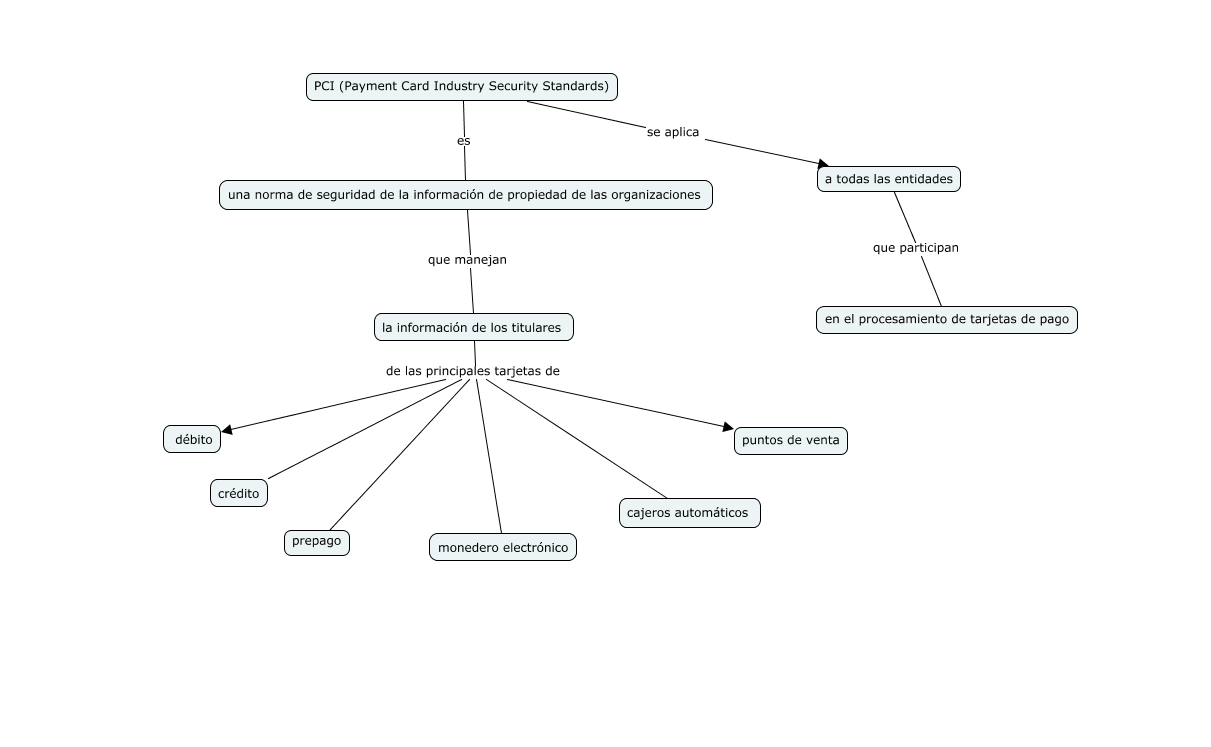 PCI (Payment Card Industry Security Standards)
se aplica
es
a todas las entidades
una norma de seguridad de la información de propiedad de las organizaciones
que participan
que manejan
en el procesamiento de tarjetas de pago
la información de los titulares
de las principales tarjetas de
débito
puntos de venta
crédito
cajeros automáticos
prepago
monedero electrónico